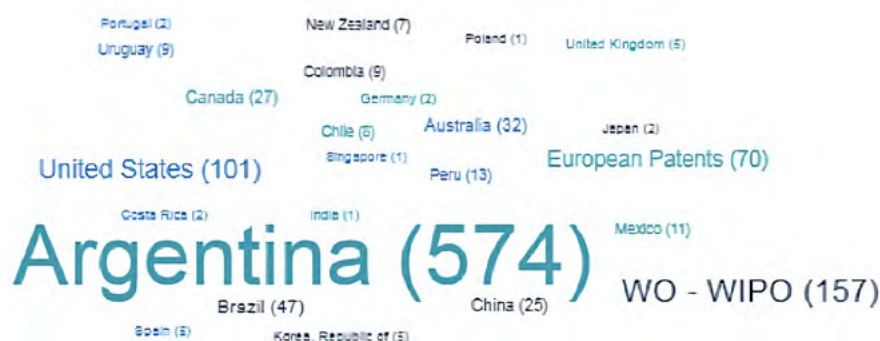 Portugal (2)
New Zealand (7)
Poland (1)
United Kingdom (5)
Uruguay (9)
Colombia (9)
Canada (27)
Germany (2)
Chile (6)
Australia (32)
Japan (2)
United States (101)
Singapore (1)
Peru (13)
European Patents (70)
Costa Rica (2)
India (1)
Mexico (11)
Argentina (574)
WO - WIPO (157)
Brazil (47)
China (25)
Spain (5)
Korea, Republic of (5)